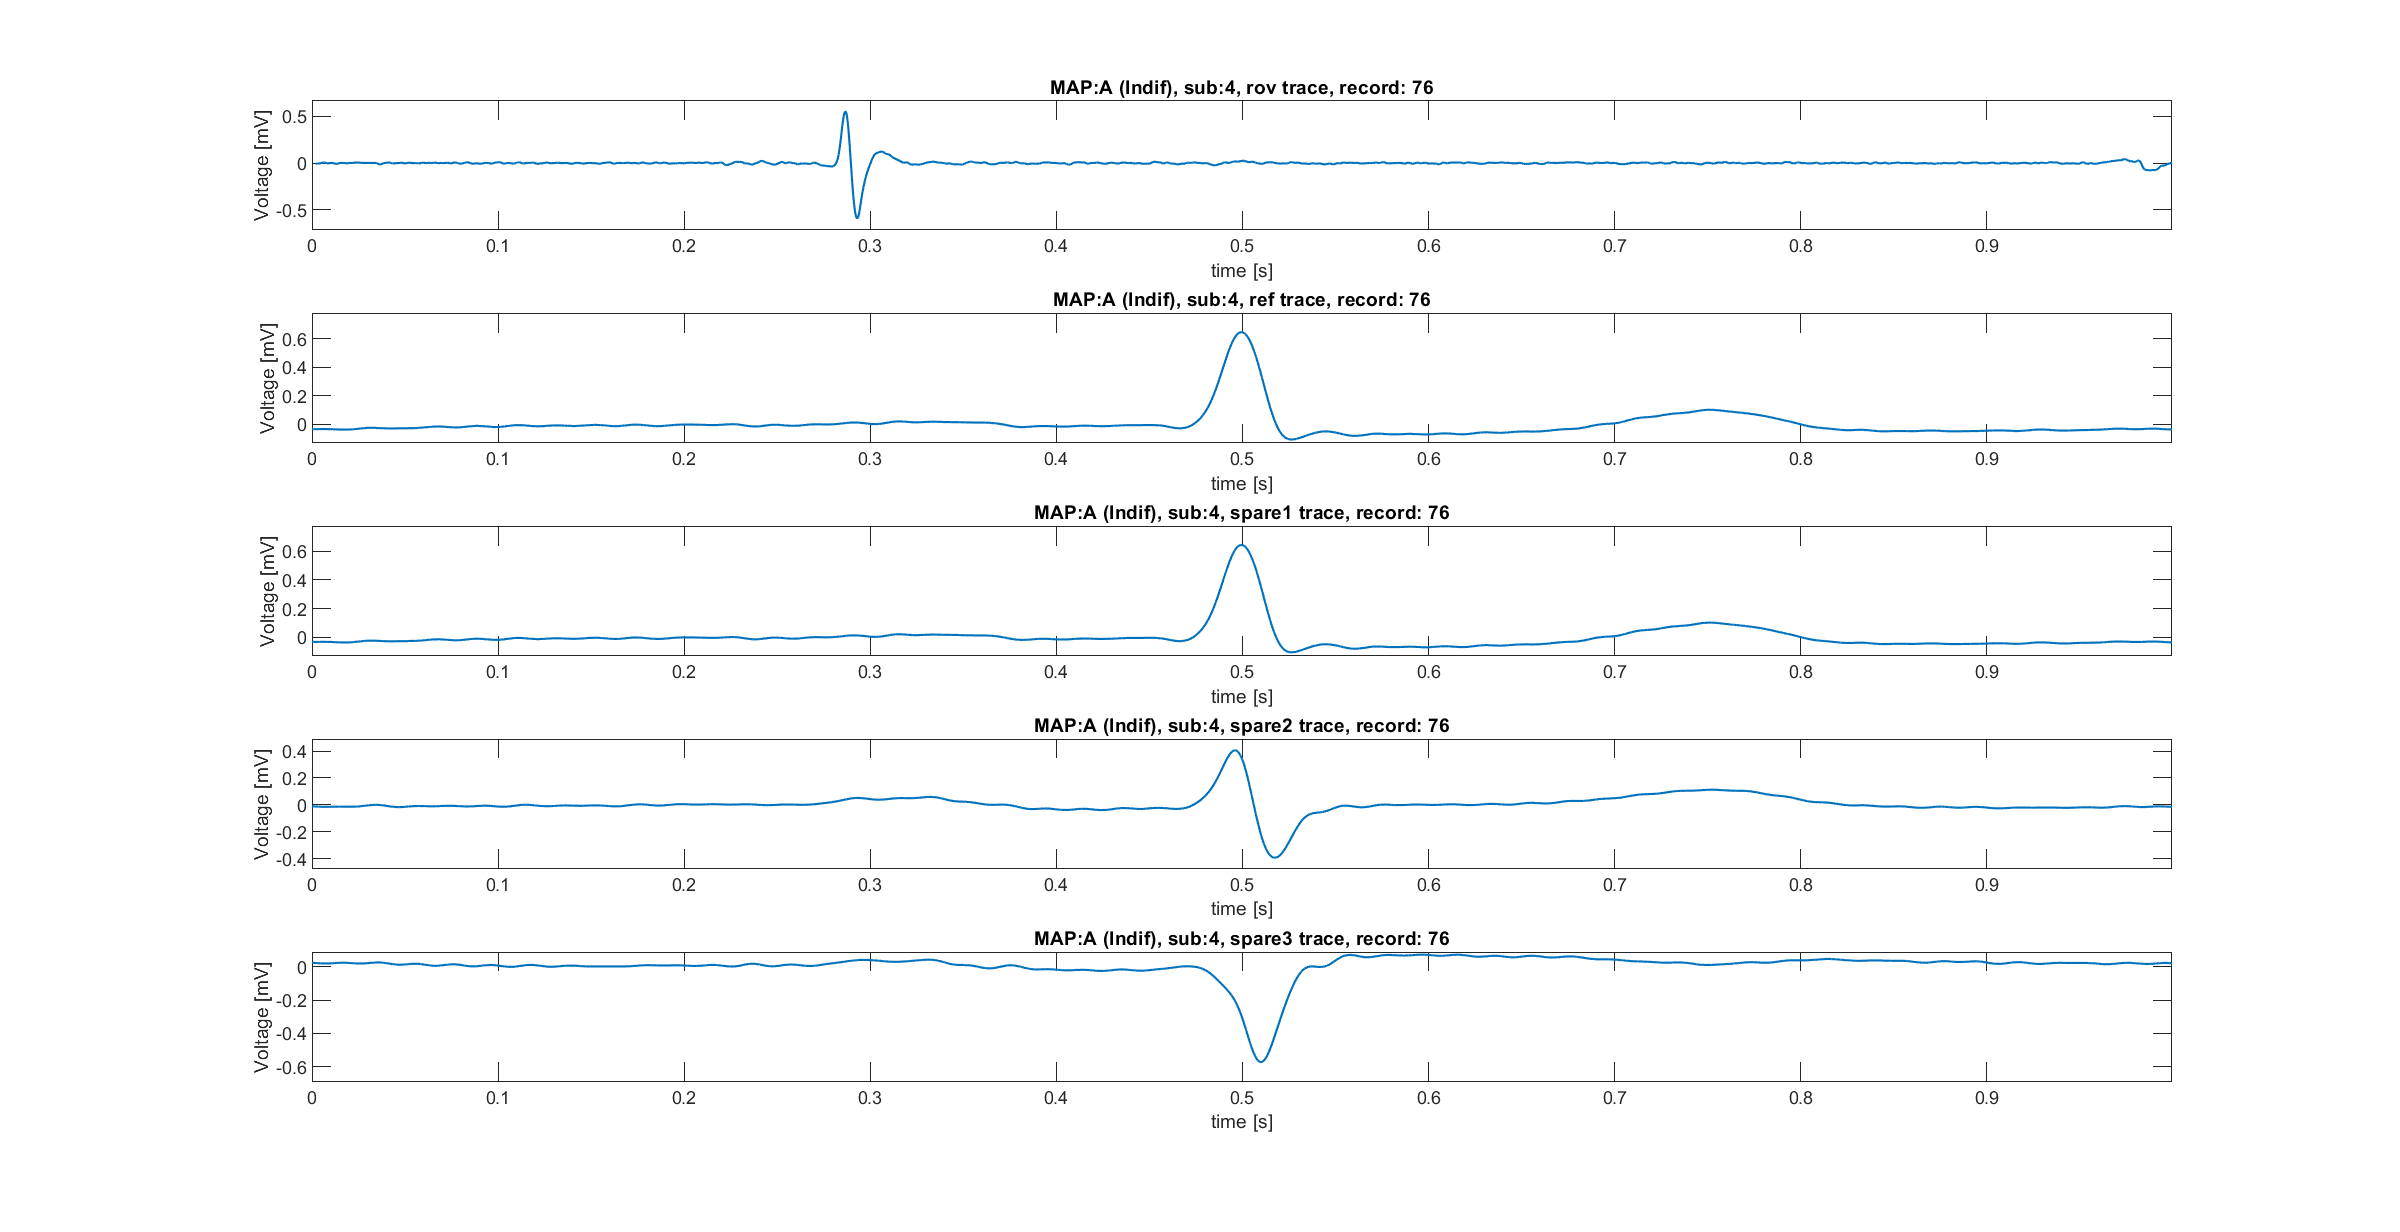 MAP:A (Indif), sub:4, rov trace, record: 76
Voltage [mV]
0.5
0
-0.5
0 0.1 0.2 0.3 0.4 0.5 0.6 0.7 0.8 0.9
time [s]
MAP:A (Indif), sub:4, ref trace, record: 76
Voltage [mV]
0.6
0.4
0.2
0
0 0.1 0.2 0.3 0.4 0.5 0.6 0.7 0.8 0.9
time [s]
MAP:A (Indif), sub:4, spare1 trace, record: 76
Voltage [mV]
0.6
0.4
0.2
0
0 0.1 0.2 0.3 0.4 0.5 0.6 0.7 0.8 0.9
time [s]
MAP:A (Indif), sub:4, spare2 trace, record: 76
Voltage [mV]
0.4
0.2
0
-0.2
-0.4
0 0.1 0.2 0.3 0.4 0.5 0.6 0.7 0.8 0.9
time [s]
MAP:A (Indif), sub:4, spare3 trace, record: 76
Voltage [mV]
0
-0.2
-0.4
-0.6
0 0.1 0.2 0.3 0.4 0.5 0.6 0.7 0.8 0.9
time [s]